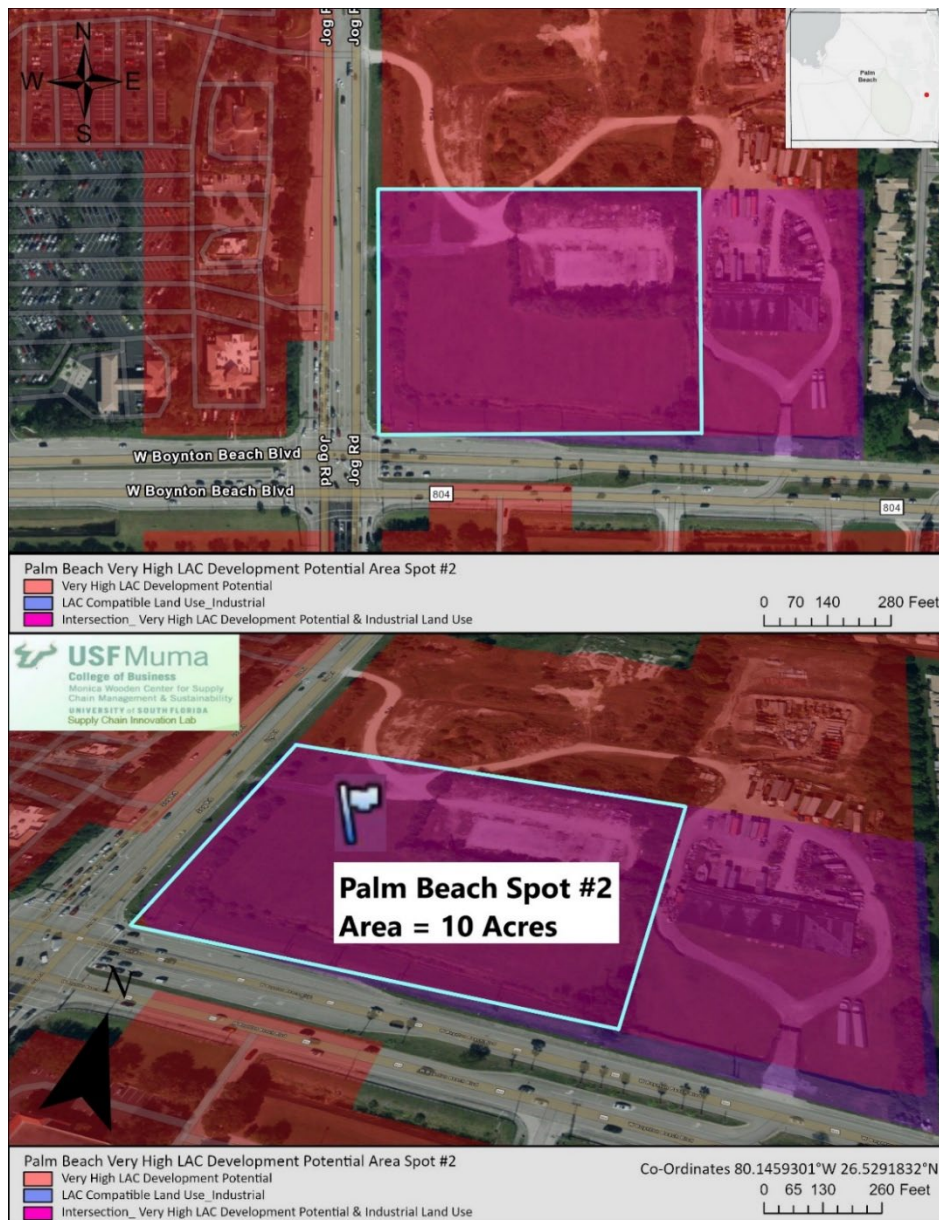 Jog Rd
Jog Rd
N
W E
S
Palm
Beach
W Boynton Beach Blvd
Jog Rd
Jog Rd
W Boynton Beach Blvd
804
804
Palm Beach Very High LAC Development Potential Area Spot #2
Very High LAC Development Potential
LAC Compatible Land Use_Industrial
Intersection_ Very High LAC Development Potential & Industrial Land Use
0 70 140 280 Feet
USF Muma
College of Business
Monica Wooden Center for Supply
Chain Management & Sustainability
UNIVERSITY of SOUTH FLORIDA
Supply Chain Innovation Lab
Palm Beach Spot #2
Area = 10 Acres
N
Palm Beach Very High LAC Development Potential Area Spot #2
Very High LAC Development Potential
LAC Compatible Land Use_Industrial
Intersection_ Very High LAC Development Potential & Industrial Land Use
Co-Ordinates 80.1459301°W 26.5291832°N
0 65 130 260 Feet